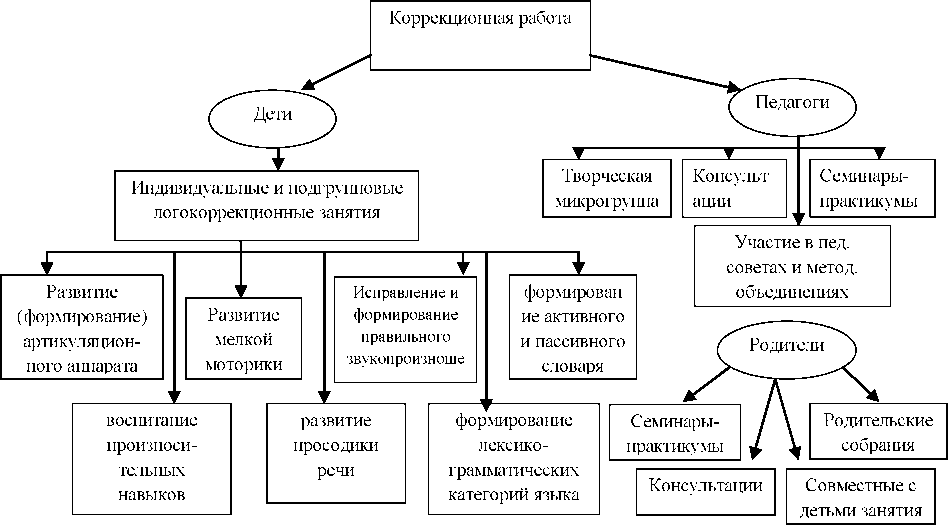 Коррекционная работа
Дети
Педагоги
Индивидуальные и подгрупповые
логокоррекционные занятия
Творческая
микрогруппа
Консульт
ации
Семинары-
практикумы
Участие в пед.
советах и метод.
объединениях
Развитие
(формирование)
артикуляцион-
ного аппарата
Развитие
мелкой
моторики
Исправление и
формирование
правильного
звукопроизноше
формирован
ие активного
и пассивного
словаря
воспитание
произноси-
тельных
навыков
развитие
просодики
речи
формирование
лексико-
грамматических
категорий языка
Родители
Семинары-
практикумы
Родительские
собрания
Консультации
Совместные с
детьми занятия